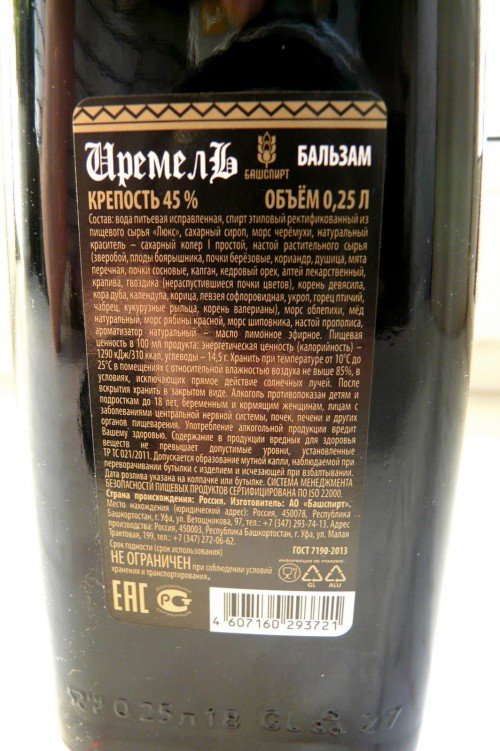 Иремель
БАШСПИРТ
БАЛЬЗАМ
КРЕПОСТЬ 45 %
ОБЪЁМ 0,25 Л
Состав: вода питьевая исправленная, спирт этиловый ректификованный из
пищевого сырья «Люкс», сахарный сироп, морс черёмухи, натуральный
краситель – сахарный колер I простой, настой растительного сырья
(зверобой, плоды боярышника, почки берёзовые, кориандр, душица, мята
перечная, почки сосновые, калган, кедровый орех, алтей лекарственный,
крапива, гвоздика (нераспустившиеся почки цветов), корень девясила,
кора дуба, календула, корица, левзея софлоровидная, укроп, горец птичий,
чабрец, кукурузные рыльца, корень валерианы), морс облепихи, мёд
натуральный, морс рябины красной, морс шиповника, настой прополиса,
ароматизатор натуральный – масло лимонное эфирное. Пищевая
ценность в 100 мл продукта: энергетическая ценность (калорийность) –
1290 кДж/310 ккал, углеводы – 14,5 г. Хранить при температуре от 10°С до
25°С в помещениях с относительной влажностью воздуха не выше 85%, в
условиях, исключающих прямое действие солнечных лучей. После
вскрытия хранить в закрытом виде. Алкоголь противопоказан детям и
подросткам до 18 лет, беременным и кормящим женщинам, лицам с
заболеваниями центральной нервной системы, почек, печени и других
органов пищеварения. Употребление алкогольной продукции вредит
Вашему здоровью. Содержание в продукции вредных для здоровья
веществ не превышает допустимые уровни, установленные
ТР ТС 021/2011. Допускается образование мутной капли, наблюдаемой при
переворачивании бутылки с изделием и исчезающей при взбалтывании.
Дата розлива указана на колпачке или бутылке. СИСТЕМА МЕНЕДЖМЕНТА
БЕЗОПАСНОСТИ ПИЩЕВЫХ ПРОДУКТОВ СЕРТИФИЦИРОВАНА ПО ISO 22000.
Страна происхождения: Россия. Изготовитель: АО «Башспирт».
Место нахождения (юридический адрес): Россия, 450078, Республика
Башкортостан, г. Уфа, ул. Ветошникова, 97, тел.: +7 (347) 293-74-13. Адрес
производства: Россия, 450003, Республика Башкортостан, г. Уфа, ул. Малая
Трактовая, 199, тел.: +7 (347) 272-06-62.
Срок годности (срок использования)
НЕ ОГРАНИЧЕН при соблюдении условий
хранения и транспортирования.
ГОСТ 7190-2013
ИНФОРМАЦИЯ ОБ УПАКОВКЕ:
GL ALU
ЕАС РСТ
4 607160 293721
0,25л 18 GL 27